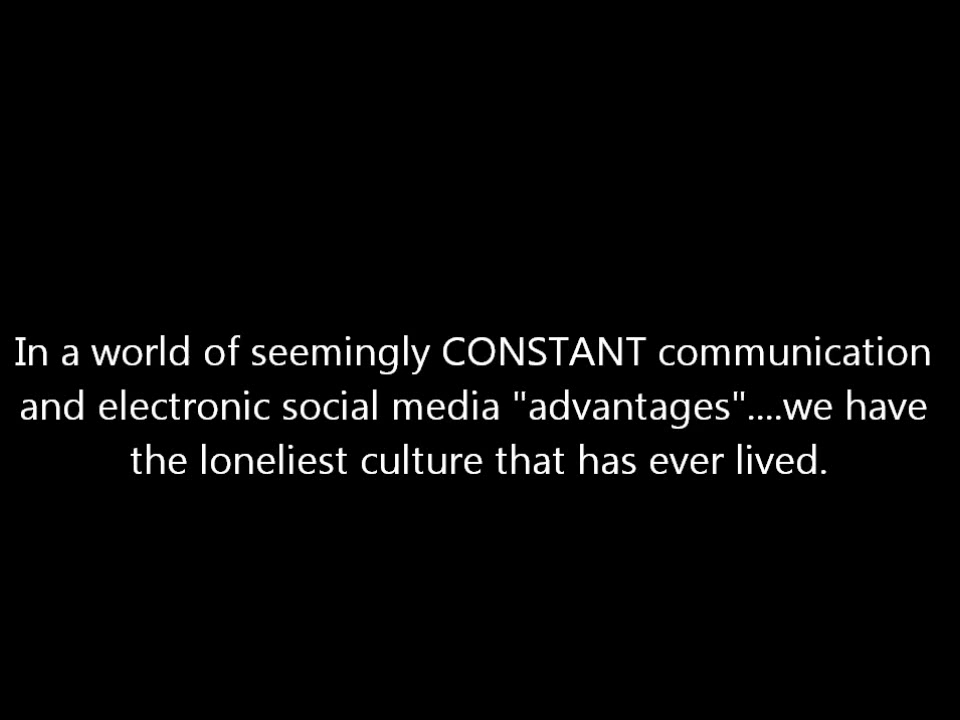 In a world of seemingly CONSTANT communication
and electronic social media "advantages"....we have
the loneliest culture that has ever lived.